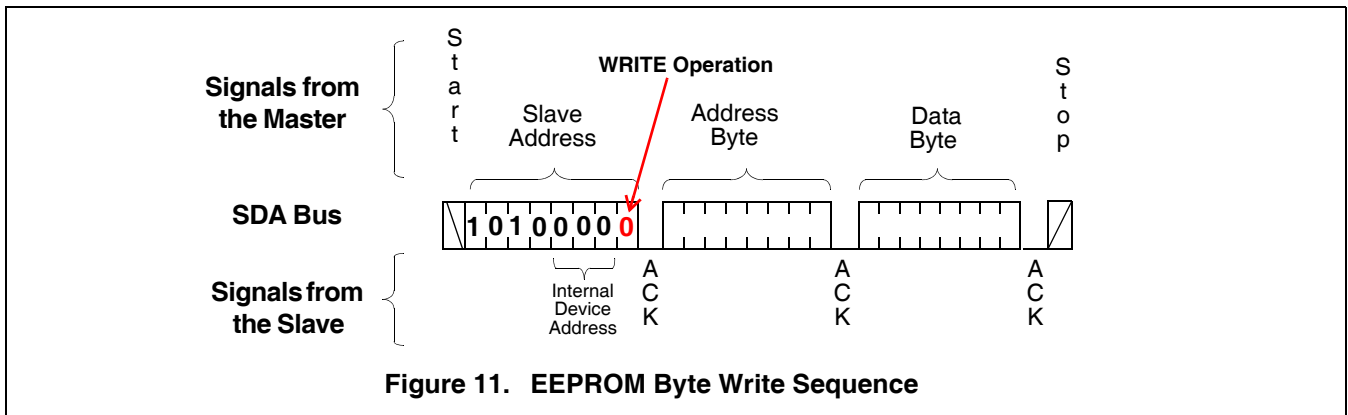 Start
WRITE Operation
Stop
Signals from
the Master
Slave
Address
Address
Byte
Data
Byte
SDA Bus
1 0 1 0 0 0 0 0
Signals from
the Slave
Internal
Device
Address
ACK
ACK
ACK
Figure 11. EEPROM Byte Write Sequence